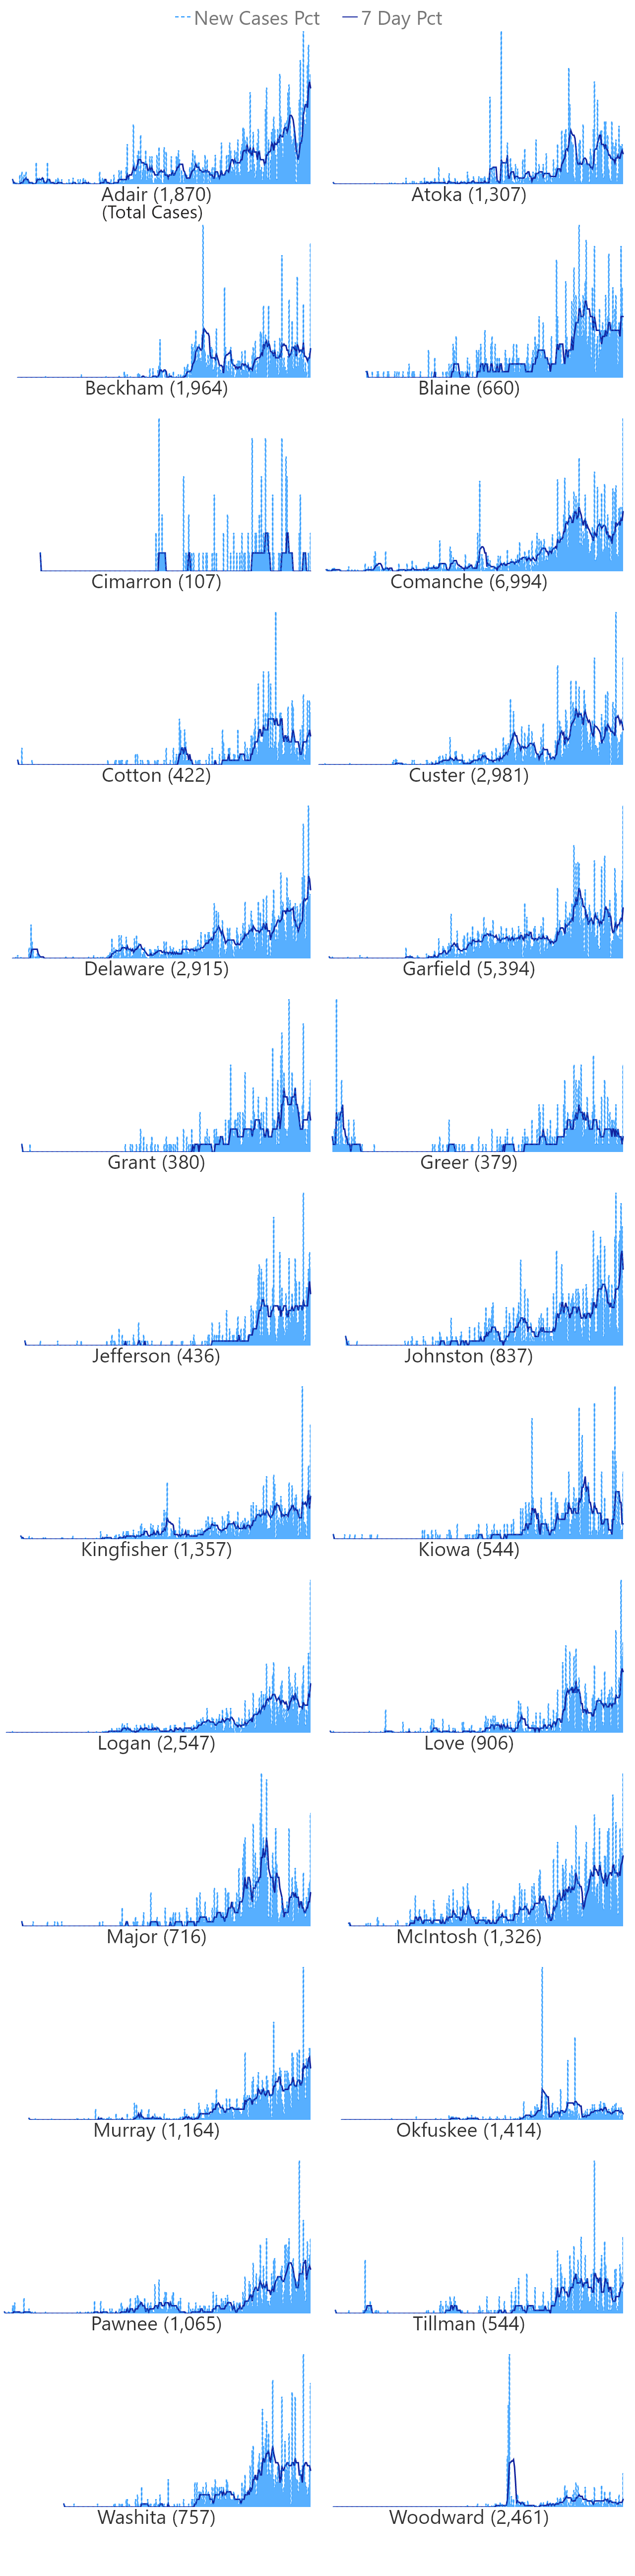 New Cases Pct 7 Day Pct
Adair (1,870) Atoka (1,307)
(Total Cases)
Beckham (1,964) Blaine (660)
Cimarron (107) Comanche (6,994)
Cotton (422) Custer (2,981)
Delaware (2,915) Garfield (5,394)
Grant (380) Greer (379)
Jefferson (436) Johnston (837)
Kingfisher (1,357) Kiowa (544)
Logan (2,547) Love (906)
Major (716) McIntosh (1,326)
Murray (1,164) Okfuskee (1,414)
Pawnee (1,065) Tillman (544)
Washita (757) Woodward (2,461)